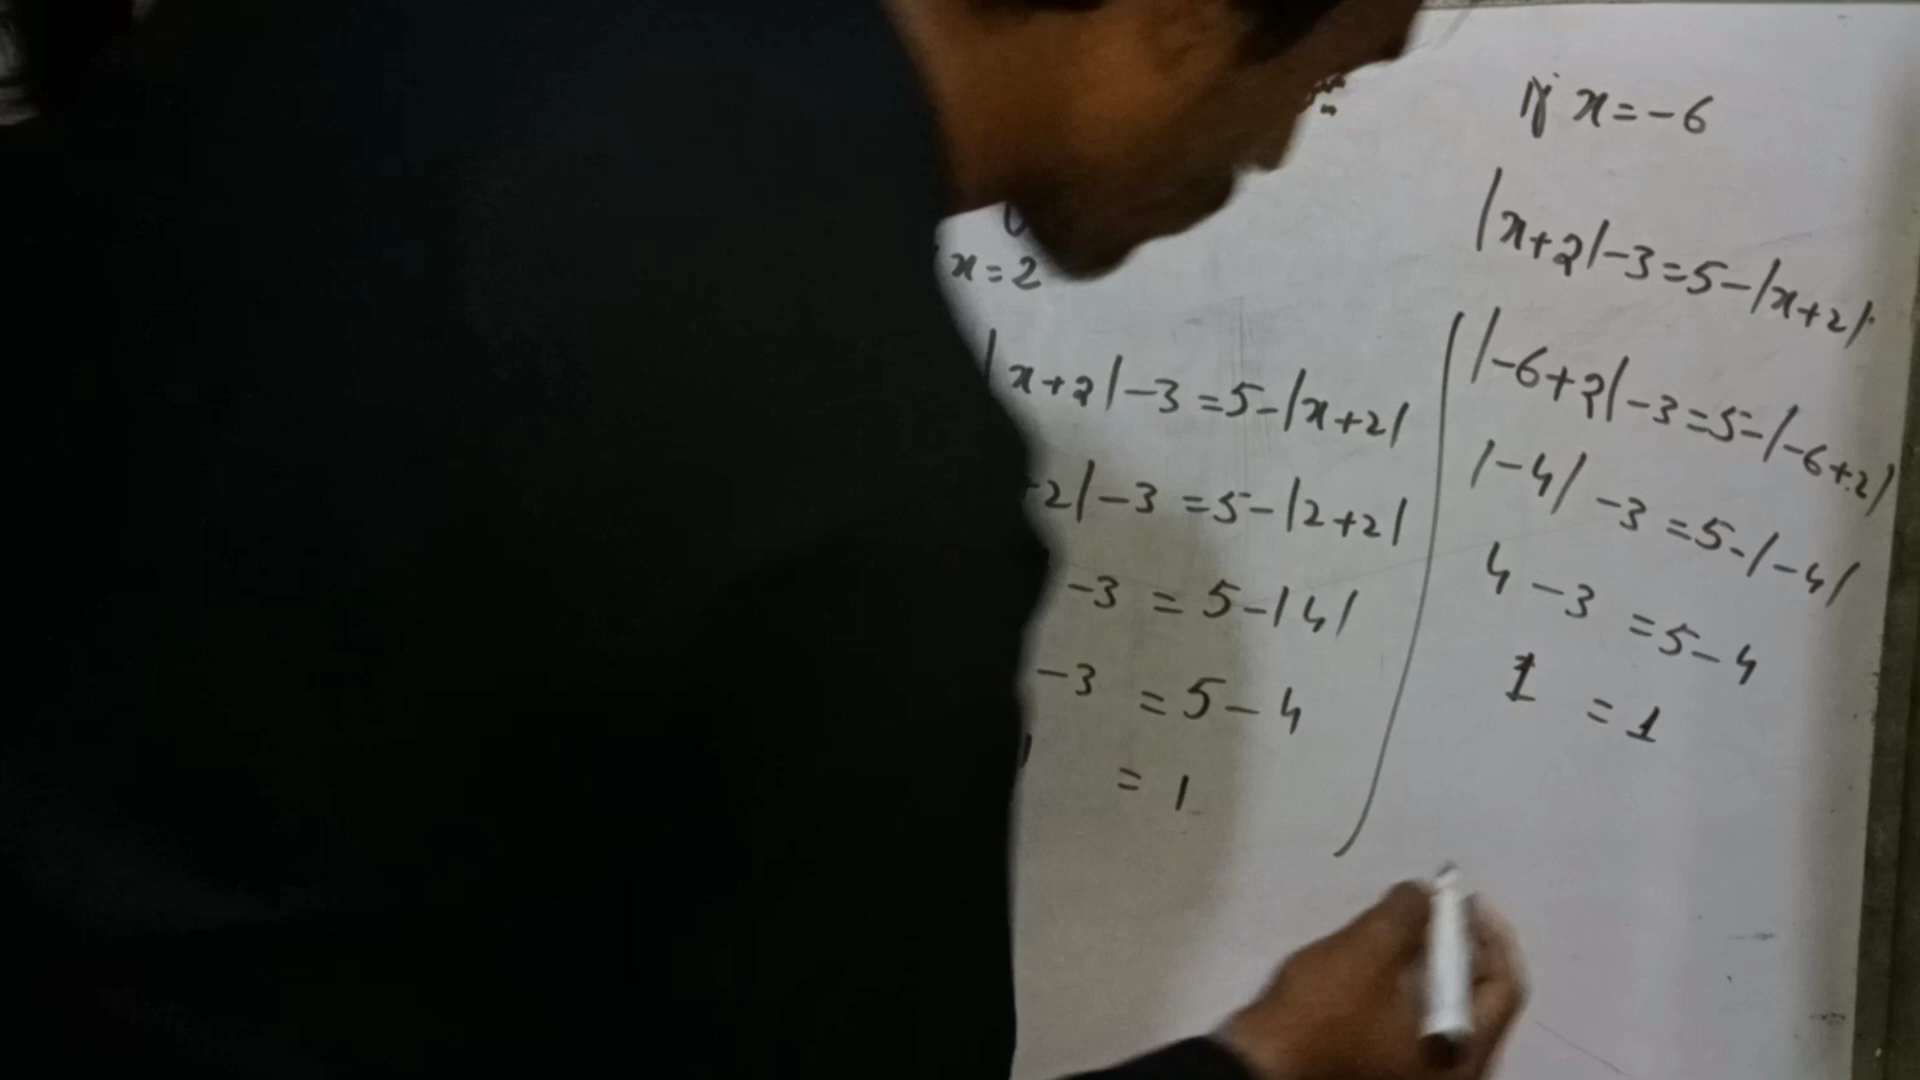 x=2
|x+2|-3=5-|x+2|
2|-3=5-|2+2|
-3=5-|4|
-3=5-4
=1
if x=-6
|x+2|-3=5-|x+2|
|-6+2|-3=5-|-6+2|
|-4|-3=5-|-4|
4-3=5-4
1=1